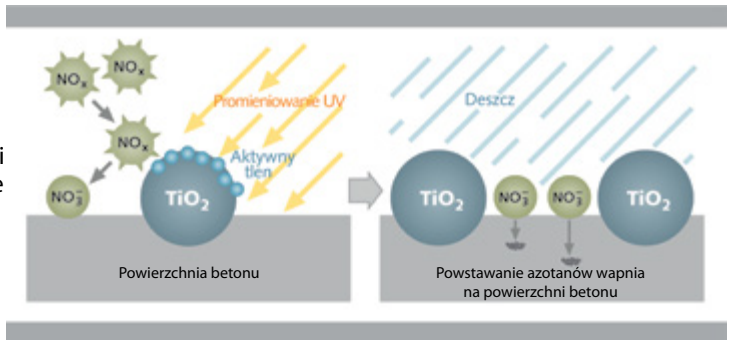 NOx
NOx
NOx
Promieniowanie UV
Aktywny
tlen
NO3-
TiO2
Powierzchnia betonu
Deszcz
TiO2
NO3-
NO3-
TiO2
Powstawanie azotanów wapnia
na powierzchni betonu
i
e